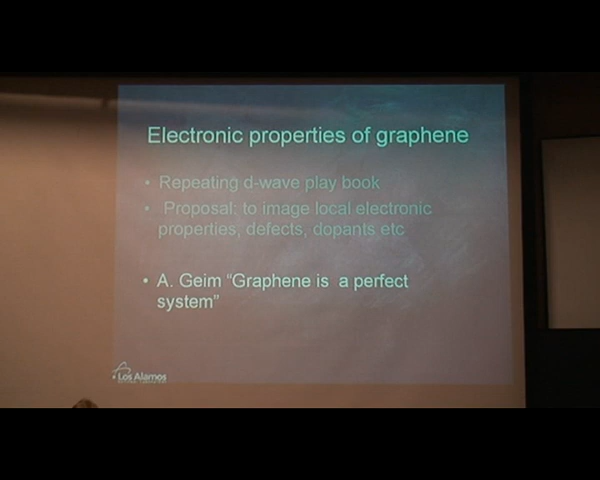 Electronic properties of graphene
• Repeating d-wave play book
• Proposal: to image local electronic
properties, defects, dopants etc
• A. Geim “Graphene is a perfect
system”
Los Alamos